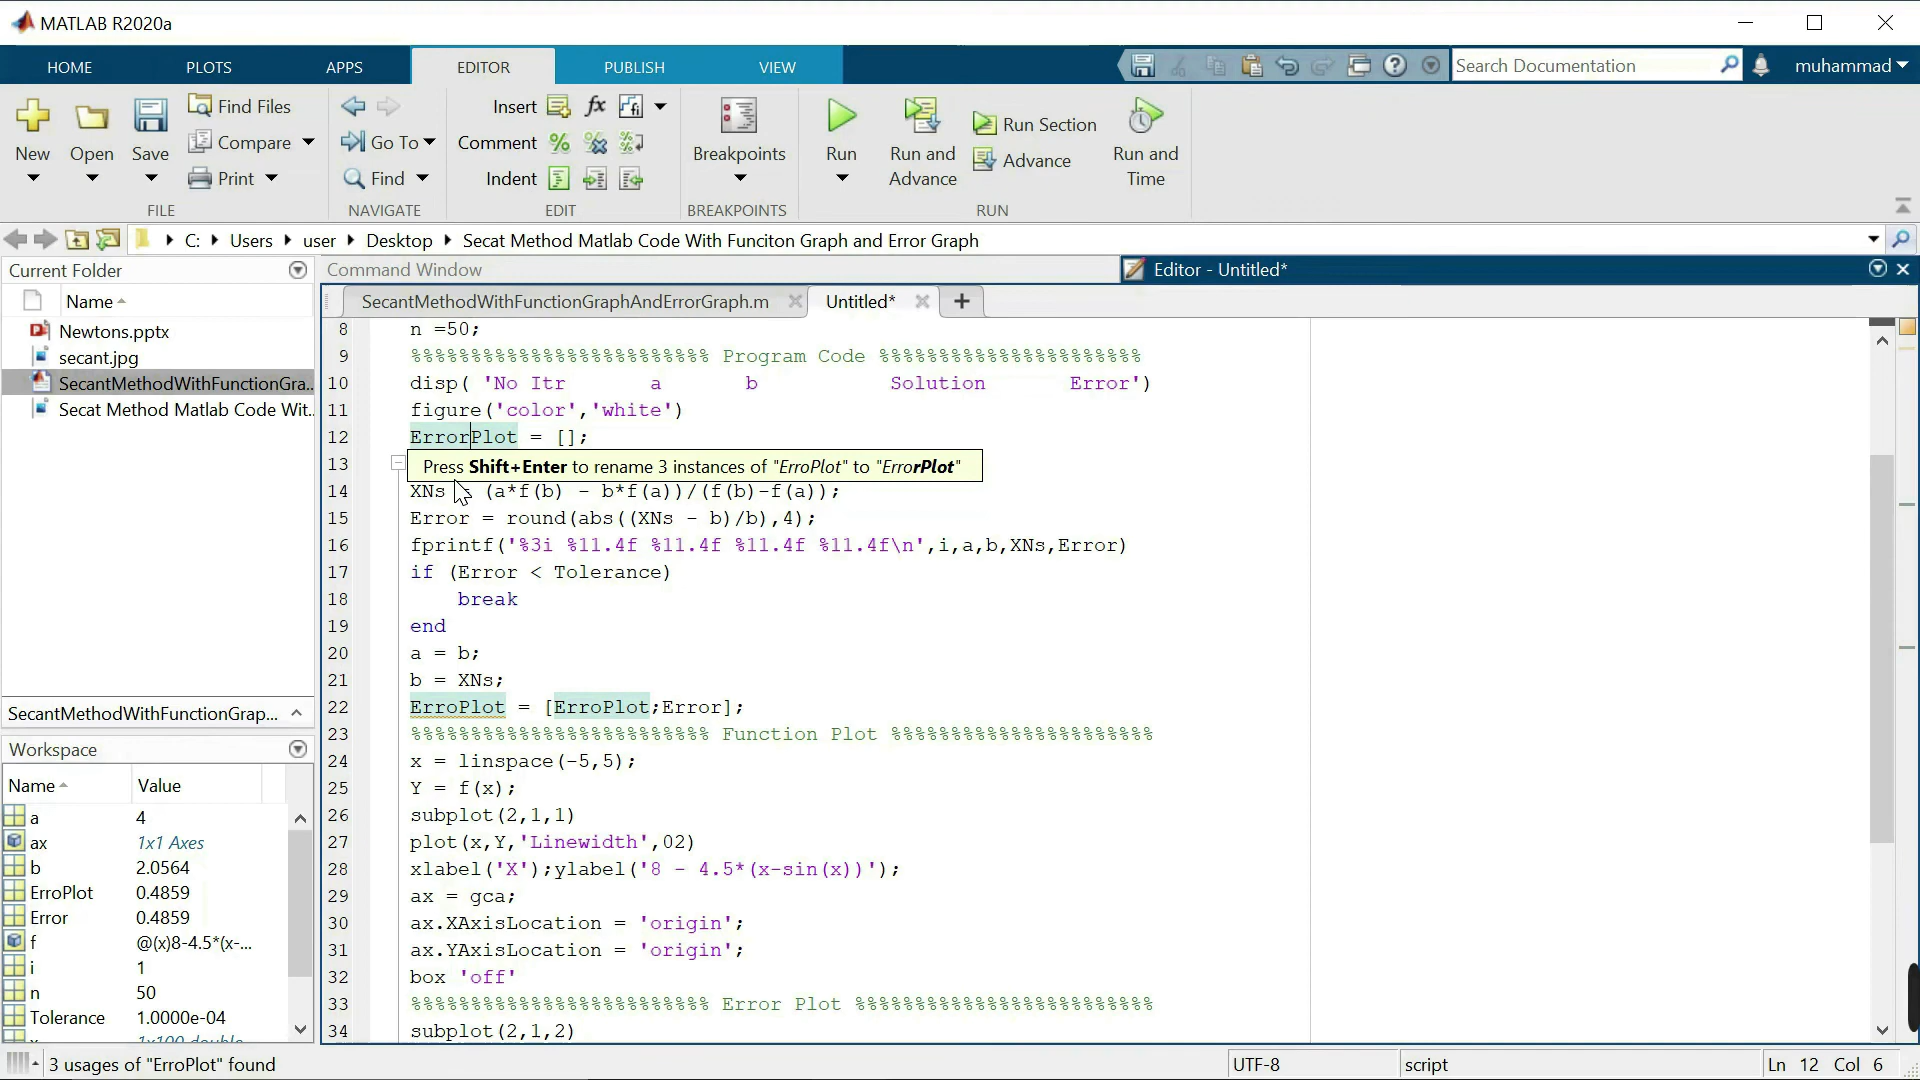 MATLAB R2020a
HOME PLOTS APPS EDITOR PUBLISH VIEW
Search Documentation
muhammad
New Open Save
Find Files
Compare
Print
FILE
Go To
Find
NAVIGATE
Insert
Comment
Indent
EDIT
Breakpoints
BREAKPOINTS
Run
Run and Advance
Run Section
Advance
Run and Time
RUN
C: Users user Desktop Secat Method Matlab Code With Funciton Graph and Error Graph
Current Folder
Name
Newtons.pptx
secant.jpg
SecantMethodWithFunctionGra...
Secat Method Matlab Code Wit...
SecantMethodWithFunctionGrap...
Workspace
Name Value
a 4
ax 1x1 Axes
b 2.0564
ErroPlot 0.4859
Error 0.4859
f @(x)8-4.5*(x-...
i 1
n 50
Tolerance 1.0000e-04
Command Window
Editor - Untitled*
SecantMethodWithFunctionGraphAndErrorGraph.m Untitled*
8 n =50;
9 %%%%%%%%%%%%%%%%%%%%%%%%% Program Code %%%%%%%%%%%%%%%%%%%%%%
10 disp( 'No Itr a b Solution Error')
11 figure('color','white')
12 ErrorPlot = [];
13
Press Shift+Enter to rename 3 instances of "ErroPlot" to "ErrorPlot"
14 XNs = (a*f(b) - b*f(a))/(f(b)-f(a));
15 Error = round(abs((XNs - b)/b),4);
16 fprintf('%3i %11.4f %11.4f %11.4f %11.4f\n',i,a,b,XNs,Error)
17 if (Error < Tolerance)
18 break
19 end
20 a = b;
21 b = XNs;
22 ErroPlot = [ErroPlot;Error];
23 %%%%%%%%%%%%%%%%%%%%%%%%% Function Plot %%%%%%%%%%%%%%%%%%%%%%
24 x = linspace(-5,5);
25 Y = f(x);
26 subplot(2,1,1)
27 plot(x,Y,'Linewidth',02)
28 xlabel('X');ylabel('8 - 4.5*(x-sin(x))');
29 ax = gca;
30 ax.XAxisLocation = 'origin';
31 ax.YAxisLocation = 'origin';
32 box 'off'
33 %%%%%%%%%%%%%%%%%%%%%%%%% Error Plot %%%%%%%%%%%%%%%%%%%%%%%%%
34 subplot(2,1,2)
3 usages of "ErroPlot" found
UTF-8
script
Ln 12 Col 6